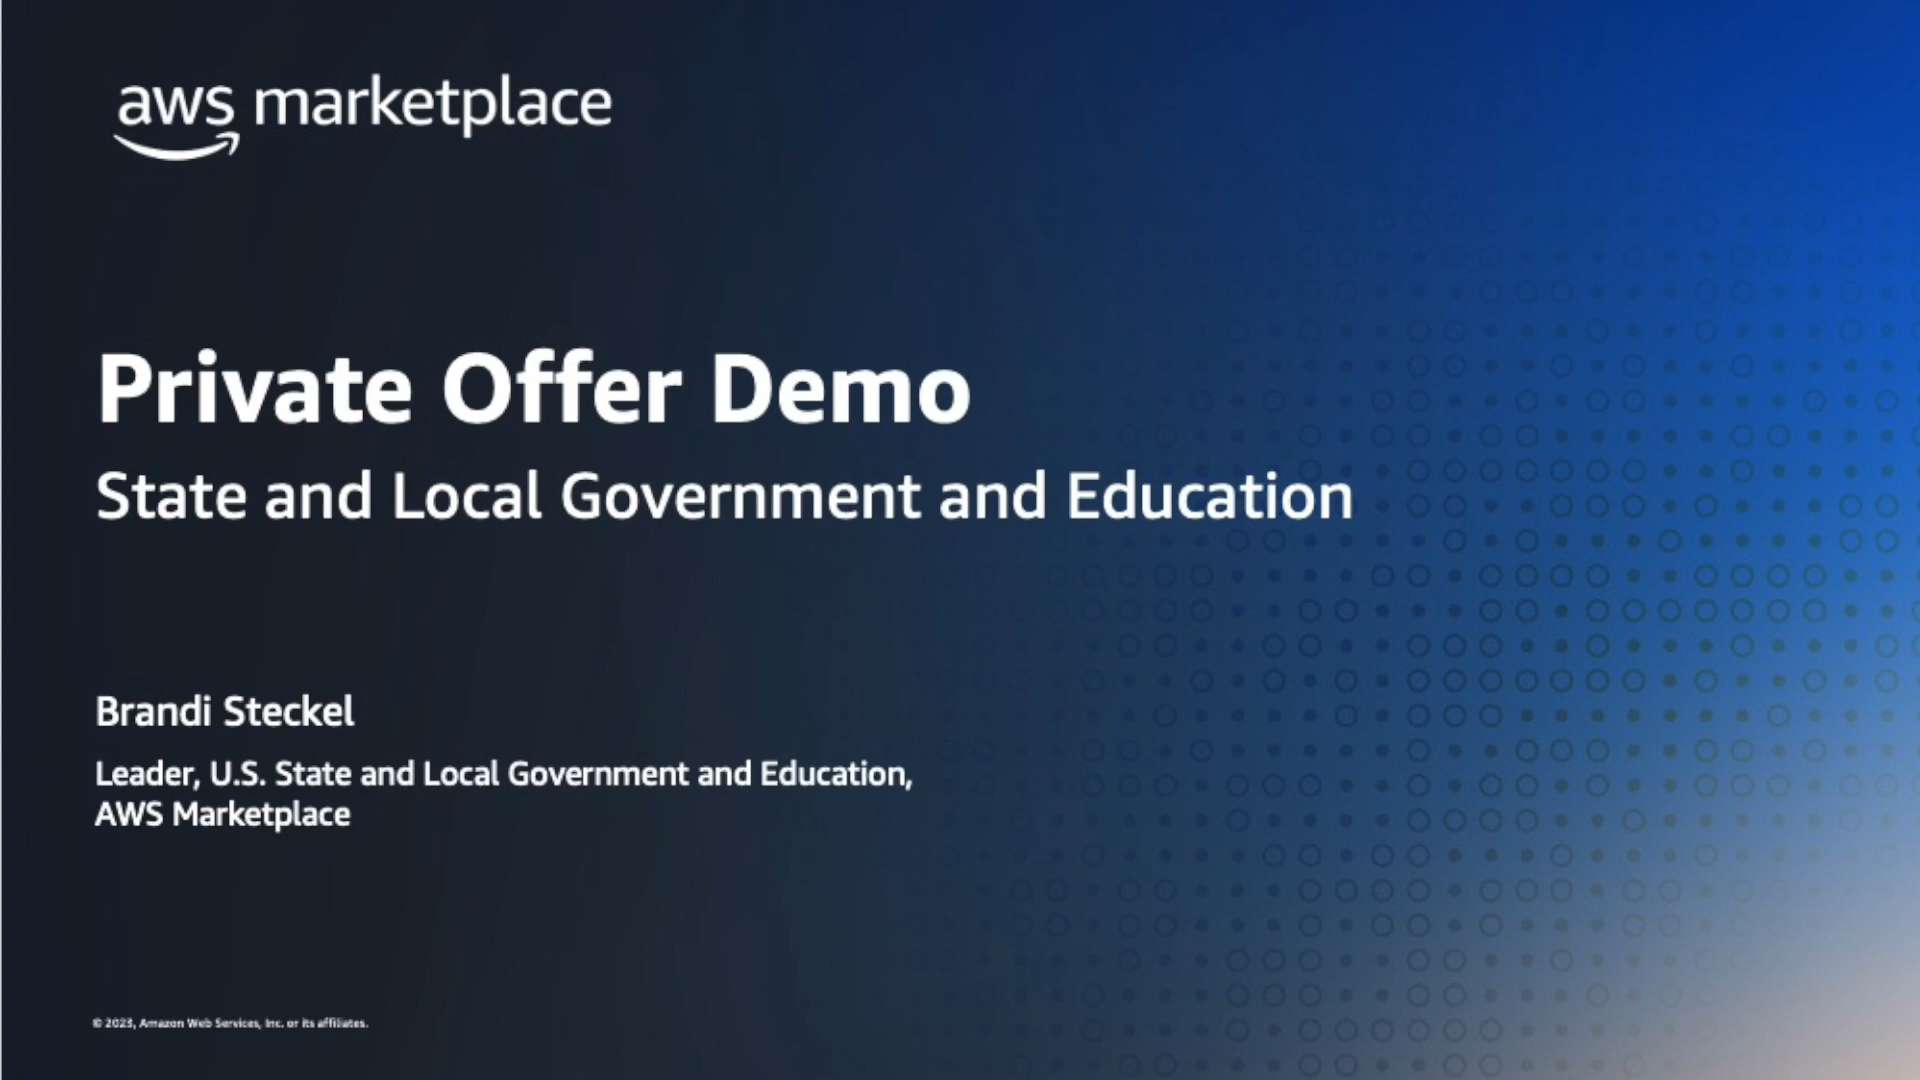 aws marketplace
Private Offer Demo
State and Local Government and Education
Brandi Steckel
Leader, U.S. State and Local Government and Education,
AWS Marketplace
© 2023, Amazon Web Services, Inc. or its affiliates.